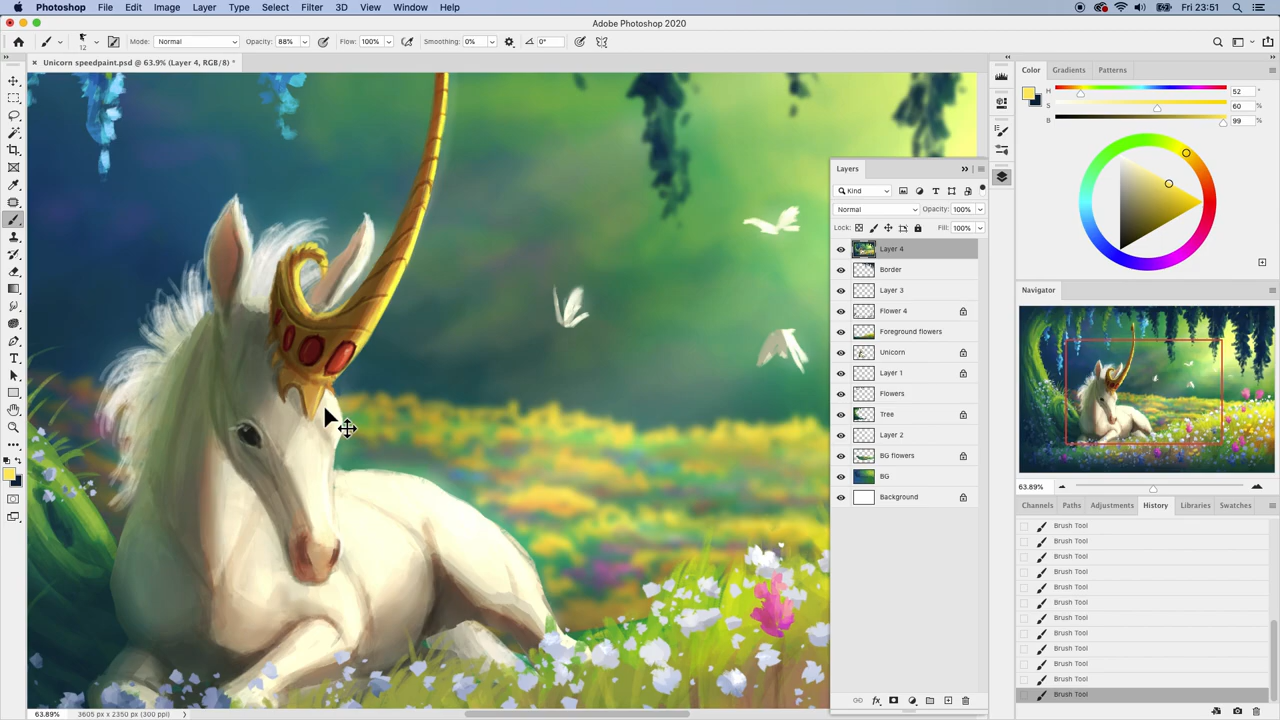 Photoshop File Edit Image Layer Type Select Filter 3D View Window Help Fri 23:51
Adobe Photoshop 2020
12 Mode: Normal Opacity: 88% Flow: 100% Smoothing: 0% 0°
Unicorn speedpaint.psd @ 63.9% (Layer 4, RGB/8) *
Color Gradients Patterns
H 52 °
S 60 %
B 99 %
Layers
Kind
Normal Opacity: 100%
Lock: Fill: 100%
Layer 4
Border
Layer 3
Flower 4
Foreground flowers
Unicorn
Layer 1
Flowers
Tree
Layer 2
BG flowers
BG
Background
Navigator
63.89%
Channels Paths Adjustments History Libraries Swatches
Brush Tool
Brush Tool
Brush Tool
Brush Tool
Brush Tool
Brush Tool
Brush Tool
Brush Tool
Brush Tool
Brush Tool
Brush Tool
Brush Tool
63.89% 3605 px x 2350 px (300 ppi)